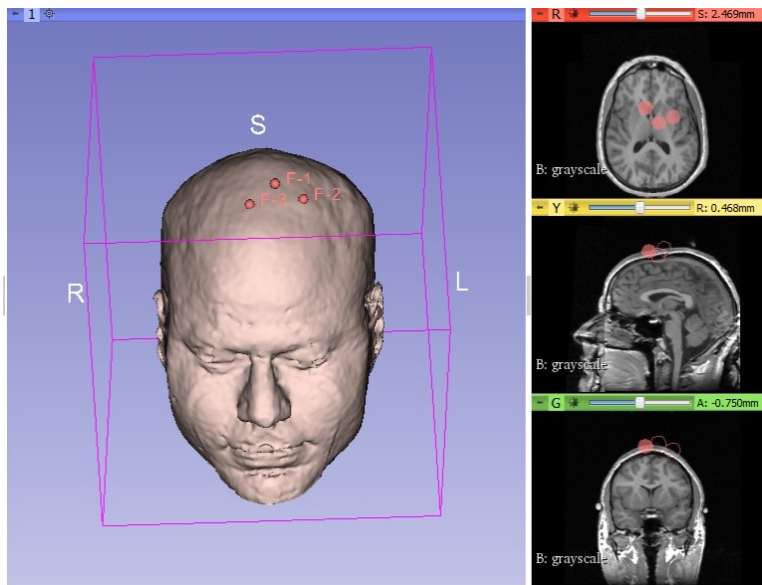 1
S
F-1
F-2
F-3
R
L
R S: 2.469mm
B: grayscale
Y R: 0.468mm
B: grayscale
G A: -0.750mm
B: grayscale